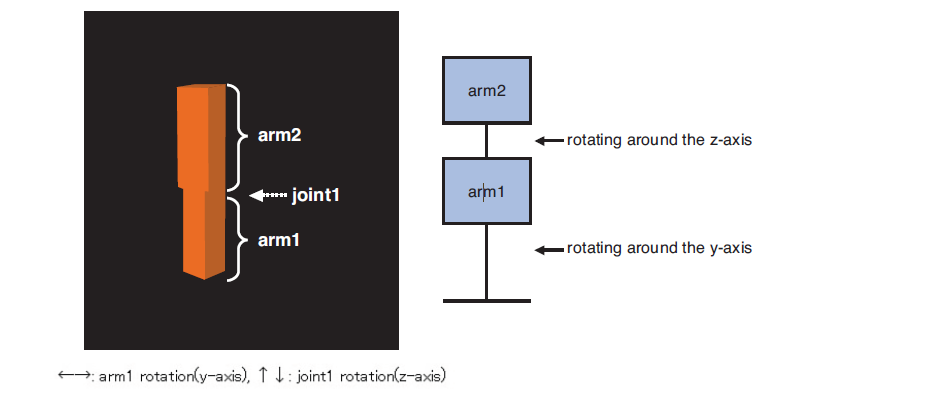 arm2
joint1
arm1
arm2
rotating around the z-axis
arm1
rotating around the y-axis
←→: arm1 rotation(y-axis), ↑↓: joint1 rotation(z-axis)